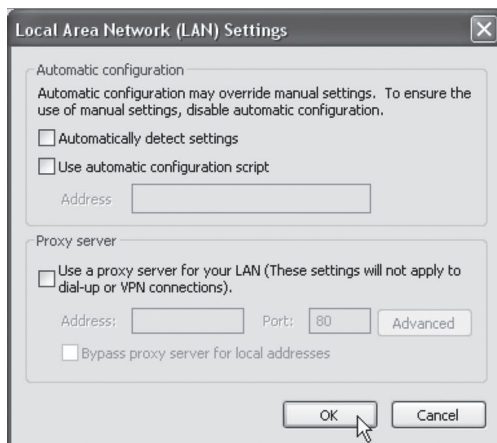 Local Area Network (LAN) Settings
Automatic configuration
Automatic configuration may override manual settings. To ensure the
use of manual settings, disable automatic configuration.
Automatically detect settings
Use automatic configuration script
Address
Proxy server
Use a proxy server for your LAN (These settings will not apply to
dial-up or VPN connections).
Address: Port: 80 Advanced
Bypass proxy server for local addresses
OK Cancel